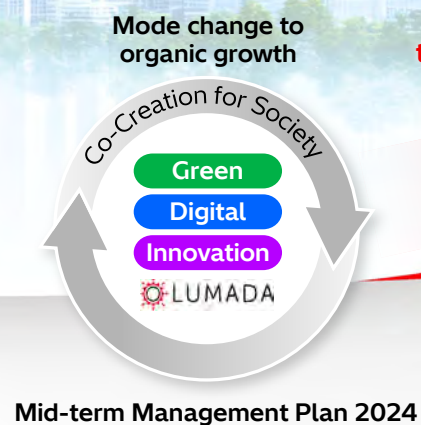 Mode change to
organic growth
t
Co-Creation for Society
Green
Digital
Innovation
LUMADA
Mid-term Management Plan 2024